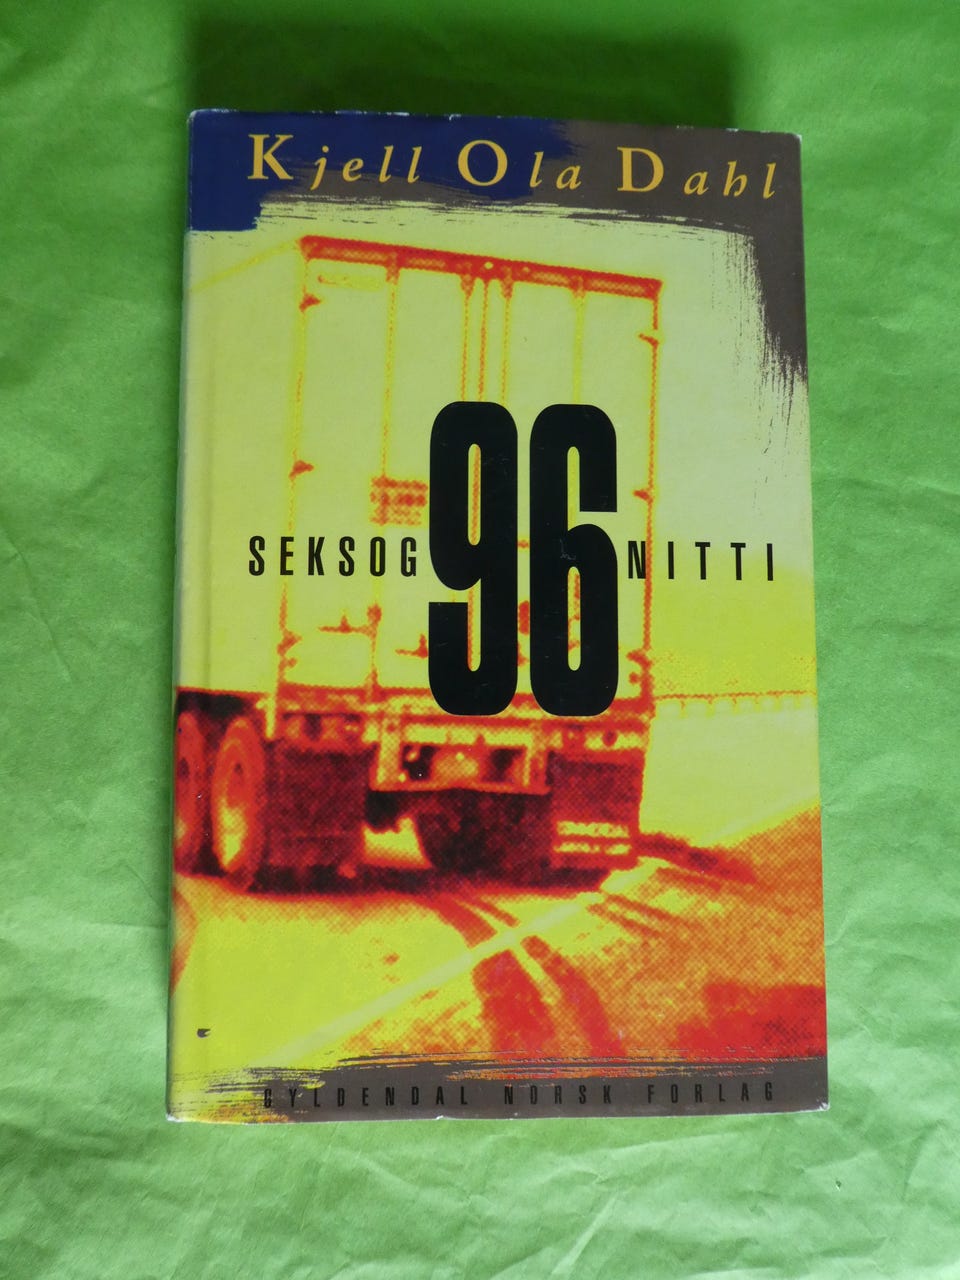 Kjell Ola Dahl
SEKSOG 96 NITTI
GYLDENDAL NORSK FORLAG